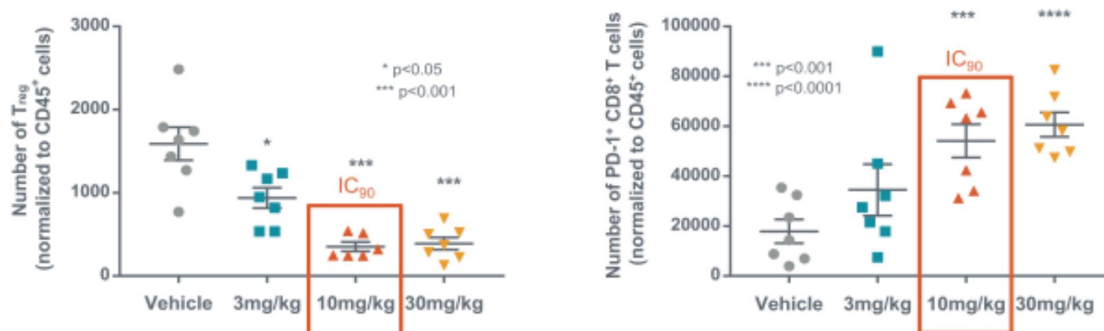 Number of Treg
(normalized to CD45⁺ cells)
3000
2000
1000
0
* p<0.05
*** p<0.001
*
***
IC₉₀
***
Vehicle
3mg/kg
10mg/kg
30mg/kg
Number of PD-1⁺ CD8⁺ T cells
(normalized to CD45⁺ cells)
100000
80000
60000
40000
20000
0
*** p<0.001
**** p<0.0001
***
****
IC₉₀
Vehicle
3mg/kg
10mg/kg
30mg/kg